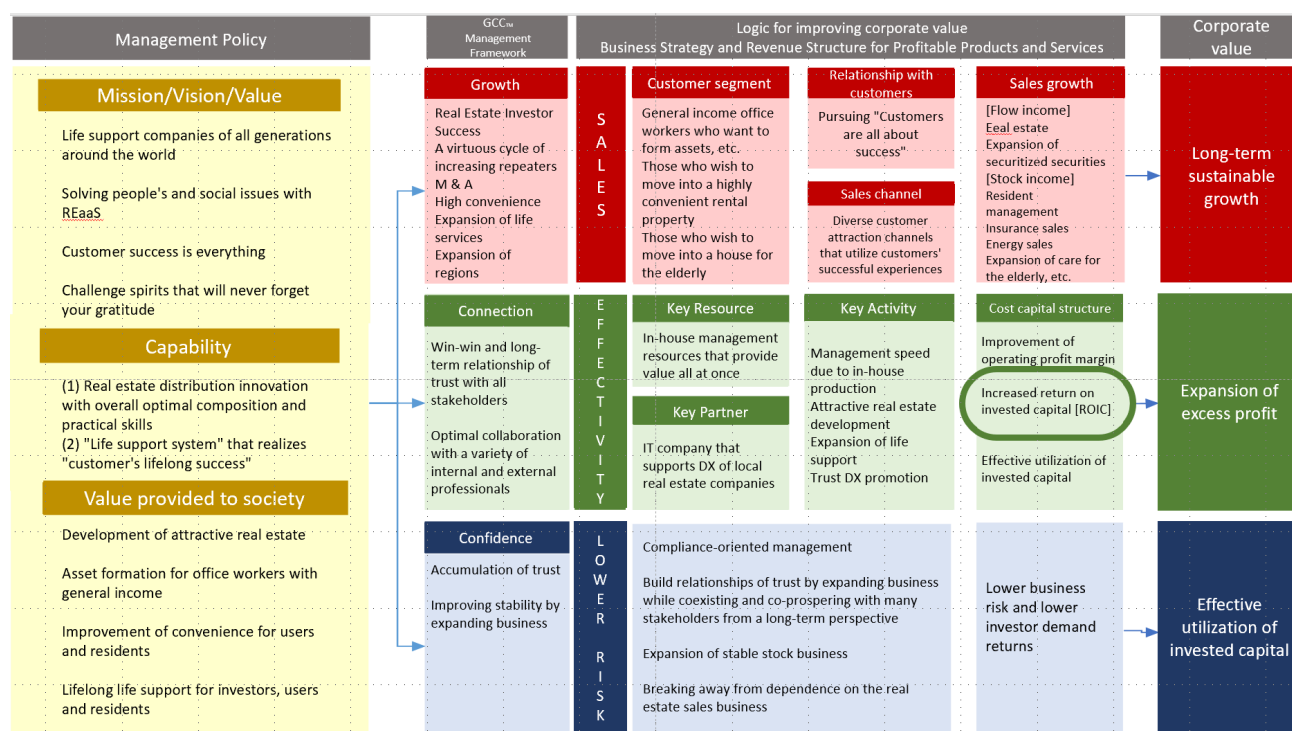 Management Policy
GCC™
Management
Framework
Logic for improving corporate value
Business Strategy and Revenue Structure for Profitable Products and Services
Corporate
value
Mission/Vision/Value
Life support companies of all generations
around the world
Solving people's and social issues with
REaaS
Customer success is everything
Challenge spirits that will never forget
your gratitude
Capability
(1) Real estate distribution innovation
with overall optimal composition and
practical skills
(2) "Life support system" that realizes
"customer's lifelong success"
Value provided to society
Development of attractive real estate
Asset formation for office workers with
general income
Improvement of convenience for users
and residents
Lifelong life support for investors, users
and residents
Growth
Real Estate Investor
Success
A virtuous cycle of
increasing repeaters
M & A
High convenience
Expansion of life
services
Expansion of
regions
SALES
Customer segment
General income office
workers who want to
form assets, etc.
Those who wish to
move into a highly
convenient rental
property
Those who wish to
move into a house for
the elderly
Relationship with
customers
Pursuing "Customers
are all about
success"
Sales channel
Diverse customer
attraction channels
that utilize customers'
successful experiences
Sales growth
[Flow income]
Eeal estate
Expansion of
securitized securities
[Stock income]
Resident
management
Insurance sales
Energy sales
Expansion of care for
the elderly, etc.
Long-term
sustainable
growth
Connection
Win-win and long-
term relationship of
trust with all
stakeholders
Optimal collaboration
with a variety of
internal and external
professionals
EFFECTIVITY
Key Resource
In-house management
resources that provide
value all at once
Key Partner
IT company that
supports DX of local
real estate companies
Key Activity
Management speed
due to in-house
production
Attractive real estate
development
Expansion of life
support
Trust DX promotion
Cost capital structure
Improvement of
operating profit margin
Increased return on
invested capital [ROIC]
Effective utilization of
invested capital
Expansion of
excess profit
Confidence
Accumulation of trust
Improving stability by
expanding business
LOWER RISK
Compliance-oriented management
Build relationships of trust by expanding business
while coexisting and co-prospering with many
stakeholders from a long-term perspective
Expansion of stable stock business
Breaking away from dependence on the real
estate sales business
Lower business
risk and lower
investor demand
returns
Effective
utilization of
invested capital